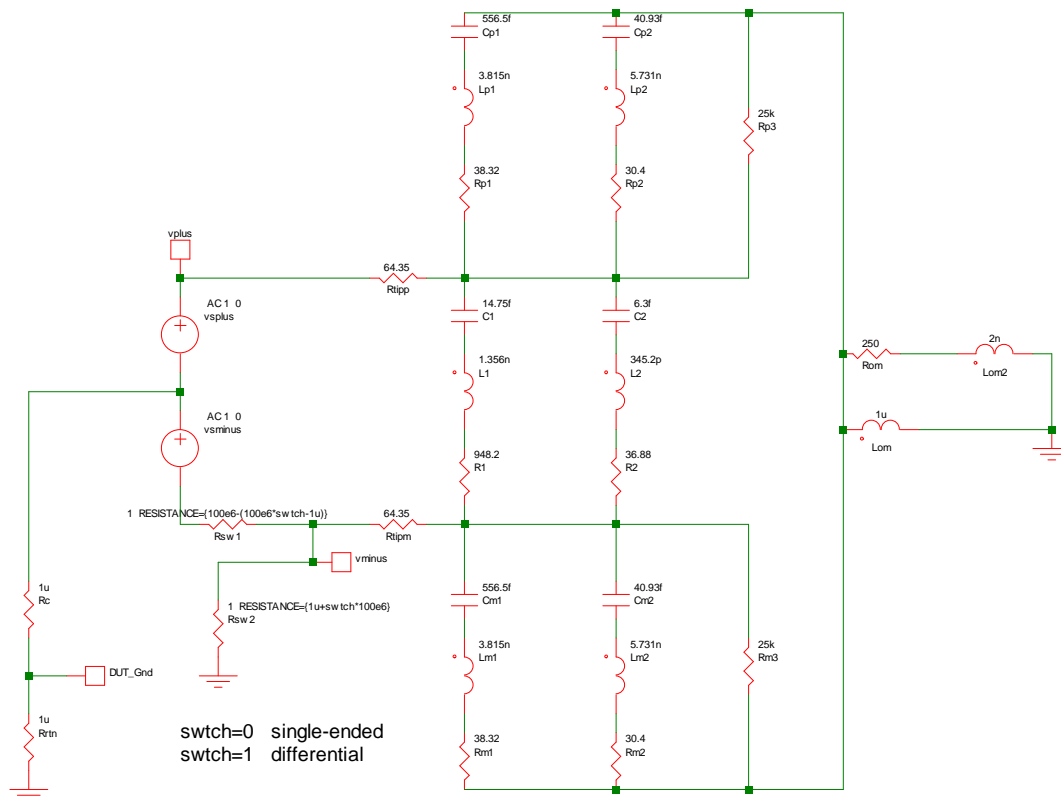 556.5f
Cp1
40.93f
Cp2
3.815n
Lp1
5.731n
Lp2
25k
Rp3
38.32
Rp1
30.4
Rp2
vplus
64.35
Rtipp
AC 1 0
vsplus
14.75f
C1
6.3f
C2
250
Rom
2n
Lom2
1.356n
L1
345.2p
L2
1u
Lom
AC 1 0
vsminus
948.2
R1
36.88
R2
1 RESISTANCE={100e6-(100e6*swtch-1u)}
Rsw1
64.35
Rtipm
vminus
1u
Rc
1 RESISTANCE={1u+swtch*100e6}
Rsw2
556.5f
Cm1
40.93f
Cm2
3.815n
Lm1
5.731n
Lm2
25k
Rm3
DUT_Gnd
1u
Rrtn
38.32
Rm1
30.4
Rm2
swtch=0 single-ended
swtch=1 differential